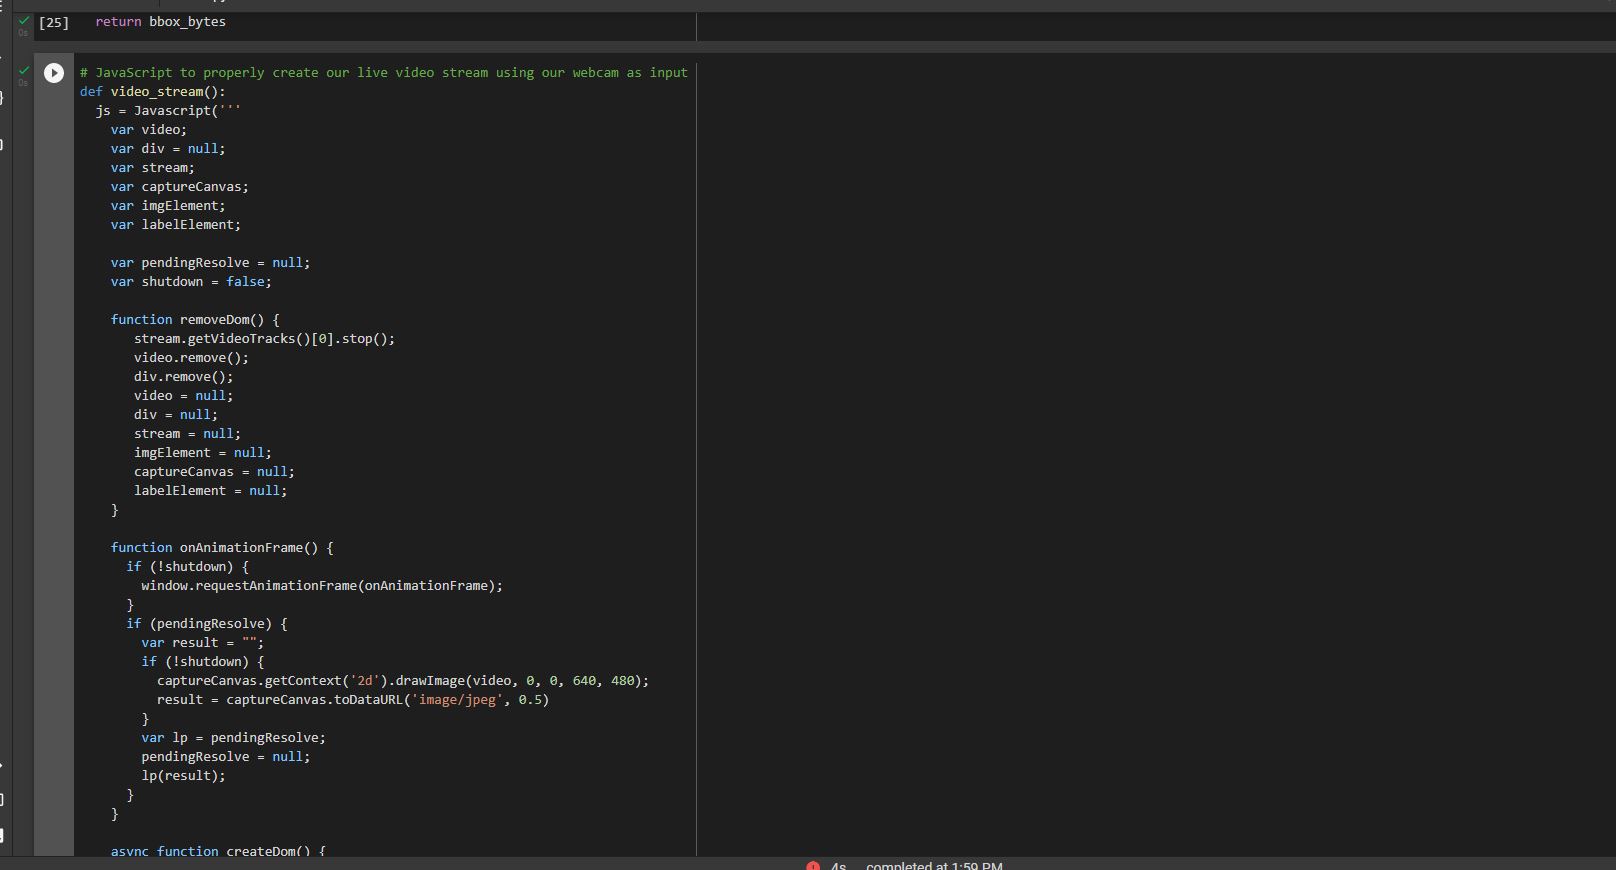 [25] return bbox_bytes
0s
0s
# JavaScript to properly create our live video stream using our webcam as input
def video_stream():
  js = Javascript('''
    var video;
    var div = null;
    var stream;
    var captureCanvas;
    var imgElement;
    var labelElement;

    var pendingResolve = null;
    var shutdown = false;

    function removeDom() {
       stream.getVideoTracks()[0].stop();
       video.remove();
       div.remove();
       video = null;
       div = null;
       stream = null;
       imgElement = null;
       captureCanvas = null;
       labelElement = null;
    }

    function onAnimationFrame() {
      if (!shutdown) {
        window.requestAnimationFrame(onAnimationFrame);
      }
      if (pendingResolve) {
        var result = "";
        if (!shutdown) {
          captureCanvas.getContext('2d').drawImage(video, 0, 0, 640, 480);
          result = captureCanvas.toDataURL('image/jpeg', 0.5)
        }
        var lp = pendingResolve;
        pendingResolve = null;
        lp(result);
      }
    }

    async function createDom() {
4s completed at 1:59 PM